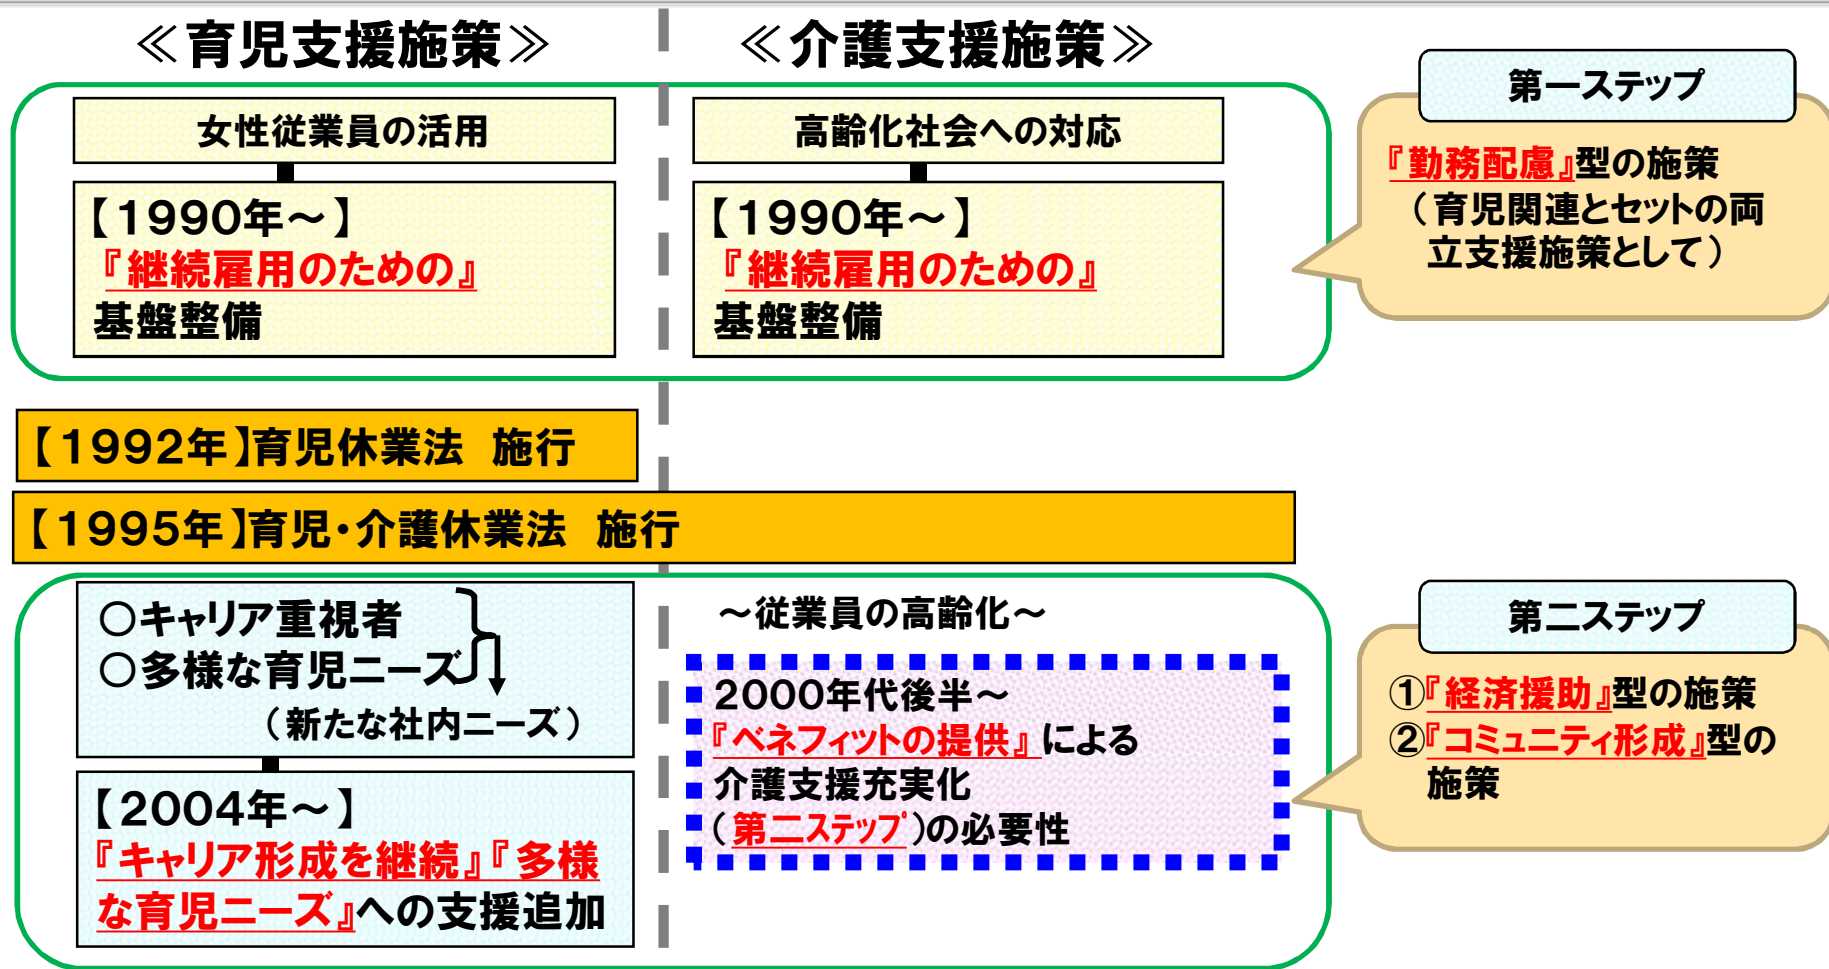 ≪育児支援施策≫
≪介護支援施策≫
女性従業員の活用
【1990年～】
『継続雇用のための』
基盤整備
高齢化社会への対応
【1990年～】
『継続雇用のための』
基盤整備
第一ステップ
『勤務配慮』型の施策
（育児関連とセットの両
立支援施策として）
【1992年】育児休業法　施行
【1995年】育児・介護休業法　施行
○キャリア重視者
○多様な育児ニーズ
（新たな社内ニーズ）
【2004年～】
『キャリア形成を継続』『多様
な育児ニーズ』への支援追加
～従業員の高齢化～
2000年代後半～
『ベネフィットの提供』による
介護支援充実化
（第二ステップ）の必要性
第二ステップ
①『経済援助』型の施策
②『コミュニティ形成』型の
施策